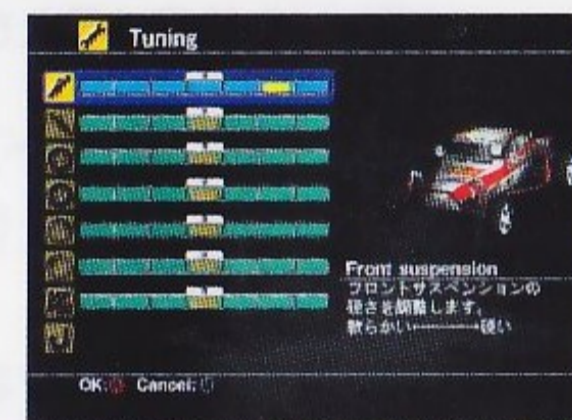 Tuning
Front suspension
フロントサスペンションの
硬さを調整します。
軟らかい―――硬い
OK: Cancel: